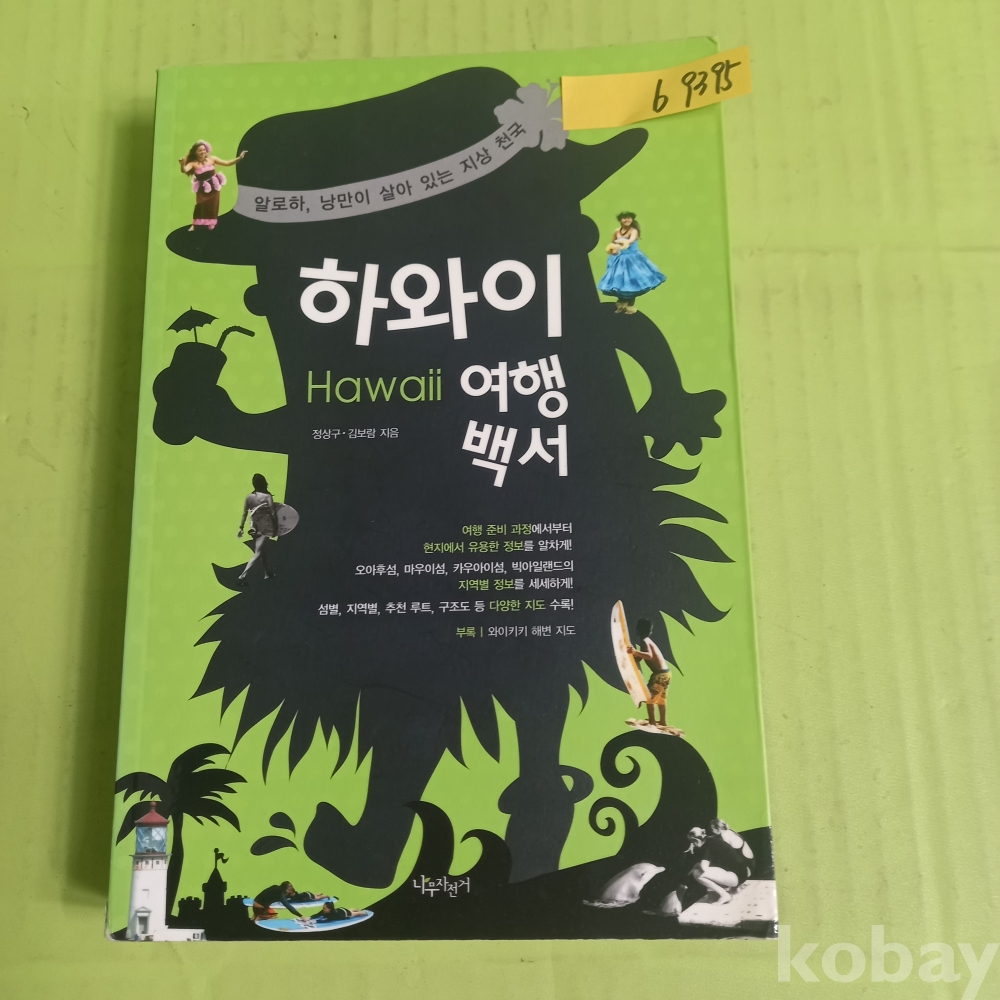 6 9395
알로하, 낭만이 살아 있는 지상 천국
하와이
Hawaii 여행
백서
정상구 · 김보람 지음
여행 준비 과정에서부터
현지에서 유용한 정보를 알차게!
오아후섬, 마우이섬, 카우아이섬, 빅아일랜드의
지역별 정보를 세세하게!
섬별, 지역별, 추천 루트, 구조도 등 다양한 지도 수록!
부록 | 와이키키 해변 지도
나무자전거
kobay